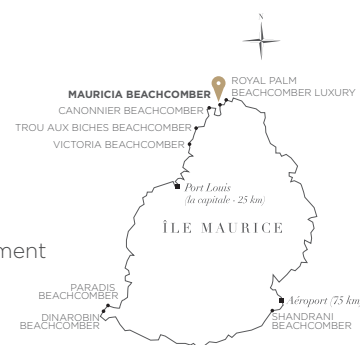 N
ROYAL PALM
BEACHCOMBER LUXURY
MAURICIA BEACHCOMBER
CANONNIER BEACHCOMBER
TROU AUX BICHES BEACHCOMBER
VICTORIA BEACHCOMBER
Port Louis
(la capitale - 25 km)
ÎLE MAURICE
ment
PARADIS
BEACHCOMBER
DINAROBIN
BEACHCOMBER
Aéroport (75 km
SHANDRANI
BEACHCOMBER